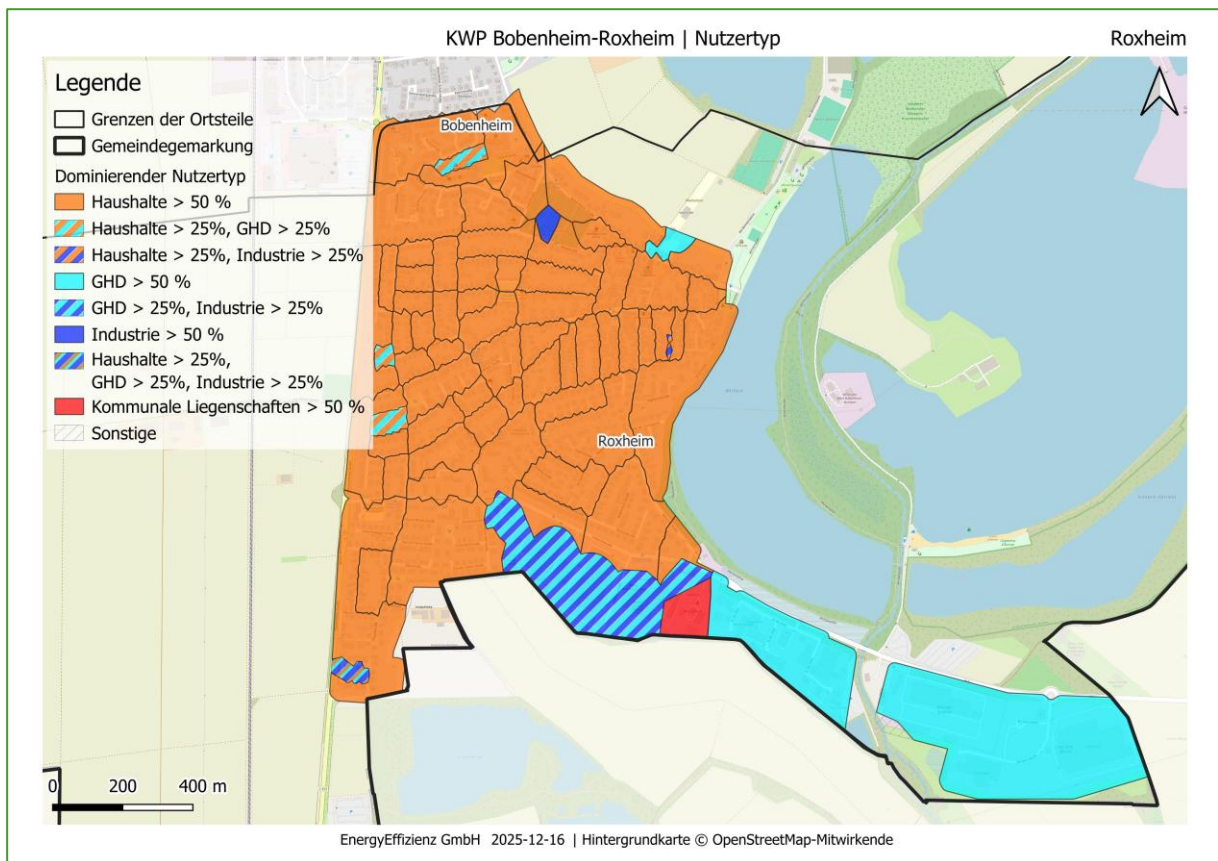 KWP Bobenheim-Roxheim | Nutzertyp
Roxheim
Legende
Grenzen der Ortsteile
Gemeindegemarkung
Dominierender Nutzertyp
Haushalte > 50 %
Haushalte > 25%, GHD > 25%
Haushalte > 25%, Industrie > 25%
GHD > 50 %
GHD > 25%, Industrie > 25%
Industrie > 50 %
Haushalte > 25%,
GHD > 25%, Industrie > 25%
Kommunale Liegenschaften > 50 %
Sonstige
Bobenheim
Roxheim
0 200 400 m
EnergyEffizienz GmbH 2025-12-16 | Hintergrundkarte © OpenStreetMap-Mitwirkende